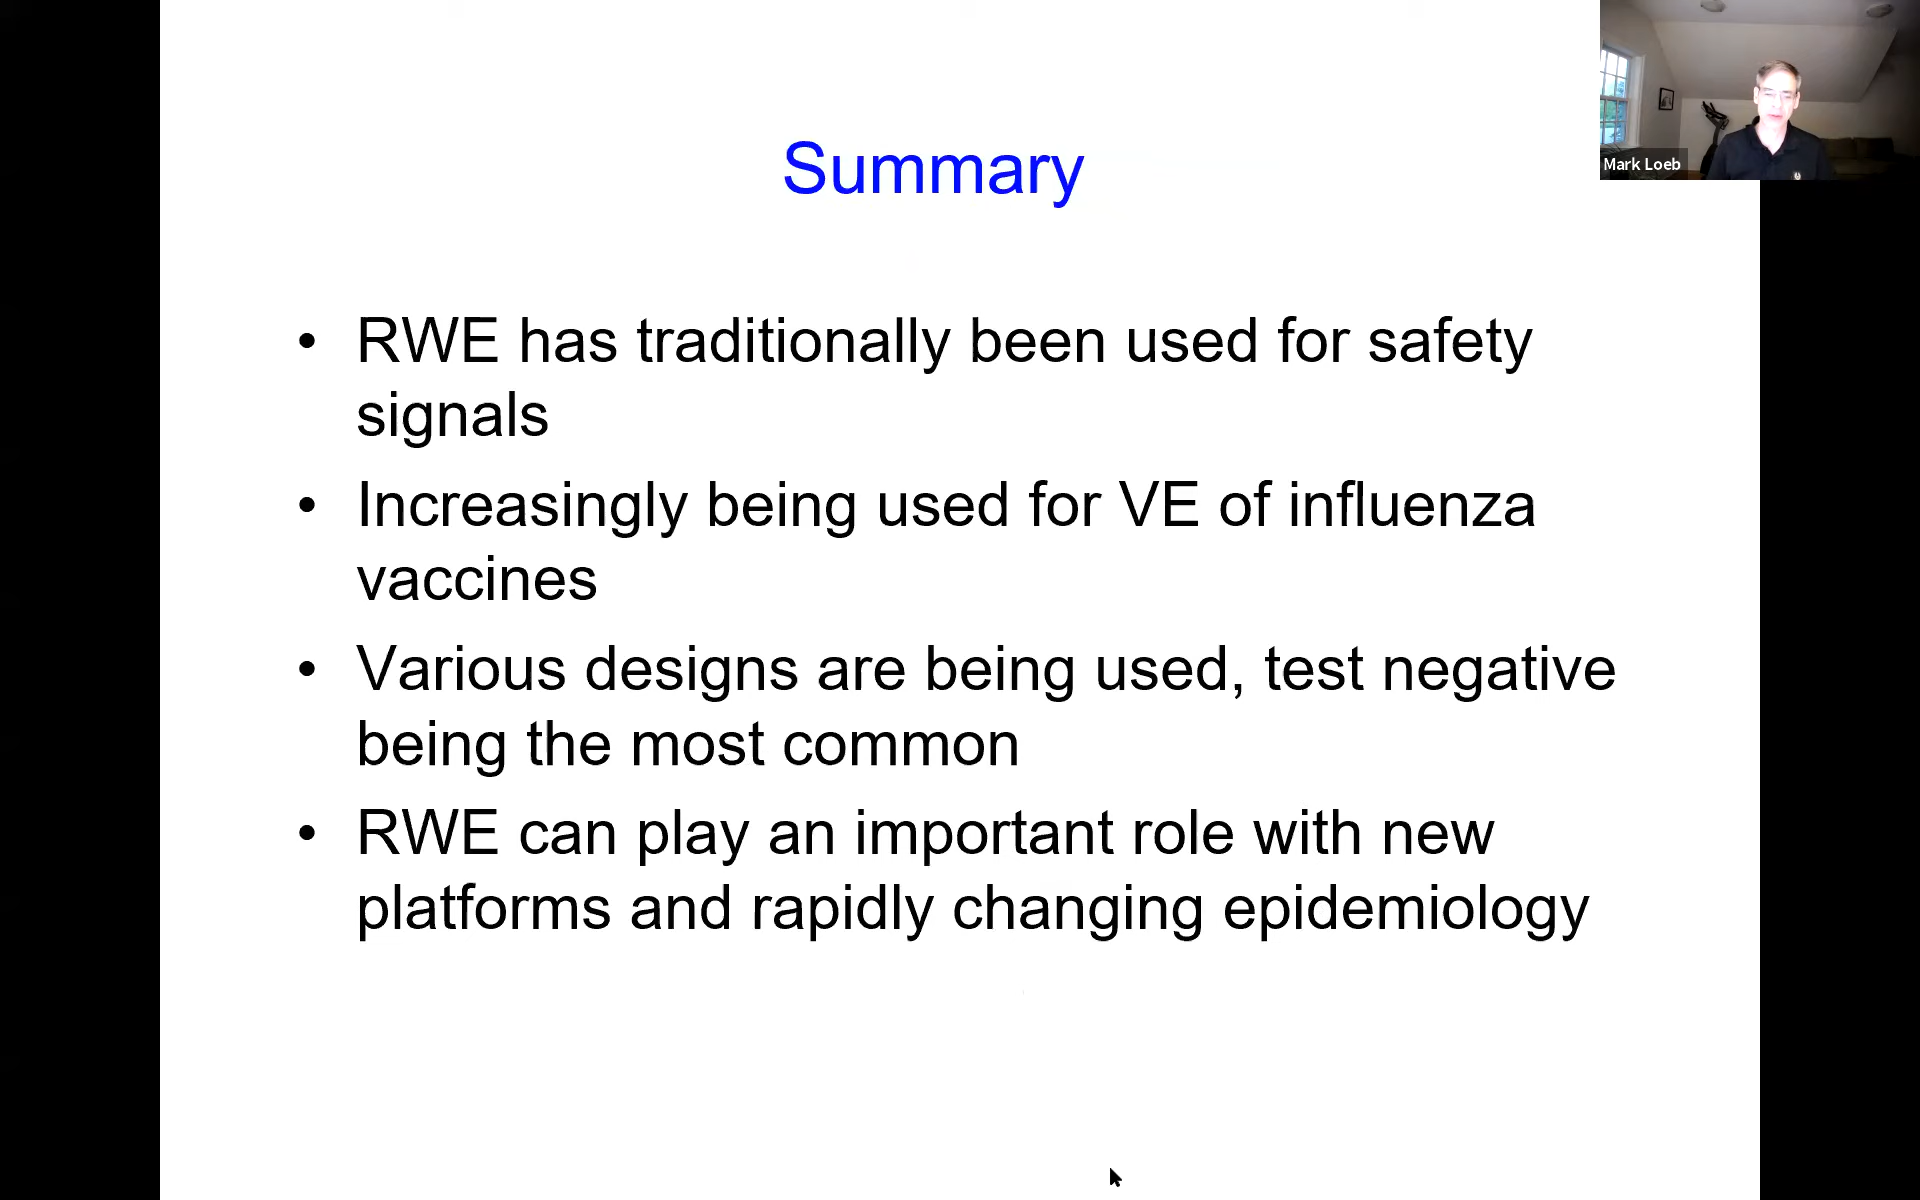 Summary
Mark Loeb
• RWE has traditionally been used for safety
signals
• Increasingly being used for VE of influenza
vaccines
• Various designs are being used, test negative
being the most common
• RWE can play an important role with new
platforms and rapidly changing epidemiology